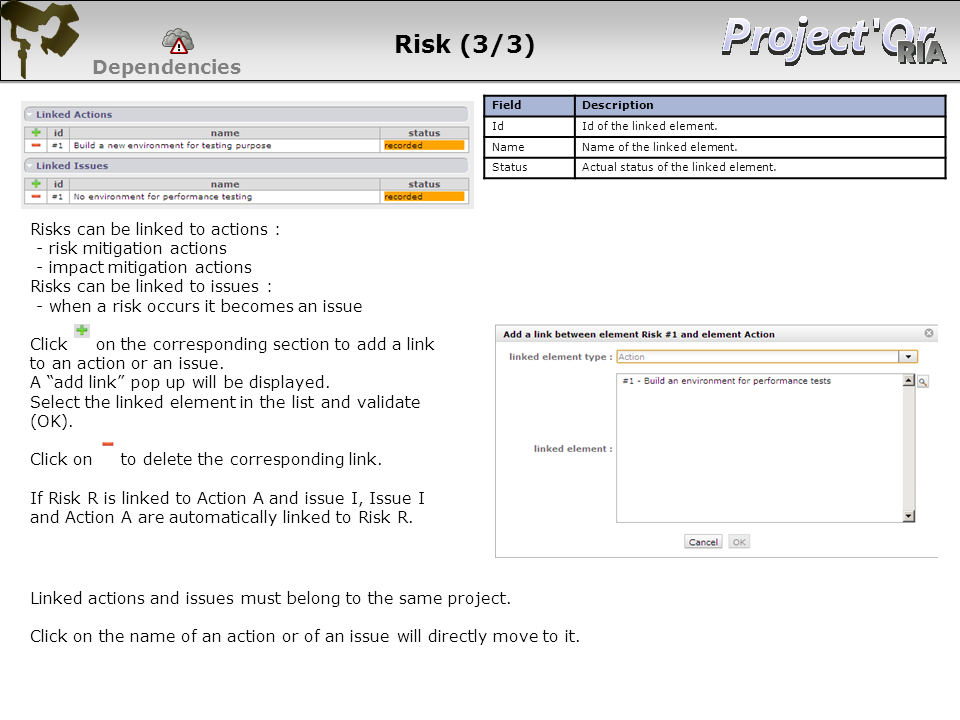 Dependencies
Risk (3/3)
Project'Or
RIA
Linked Actions
id name status
#1 Build a new environment for testing purpose recorded
Linked Issues
id name status
#1 No environment for performance testing recorded
Field Description
Id Id of the linked element.
Name Name of the linked element.
Status Actual status of the linked element.
Risks can be linked to actions :
- risk mitigation actions
- impact mitigation actions
Risks can be linked to issues :
- when a risk occurs it becomes an issue
Click on the corresponding section to add a link
to an action or an issue.
A “add link” pop up will be displayed.
Select the linked element in the list and validate
(OK).
Click on to delete the corresponding link.
If Risk R is linked to Action A and issue I, Issue I
and Action A are automatically linked to Risk R.
Add a link between element Risk #1 and element Action
linked element type : Action
#1 - Build an environment for performance tests
linked element :
Cancel OK
Linked actions and issues must belong to the same project.
Click on the name of an action or of an issue will directly move to it.